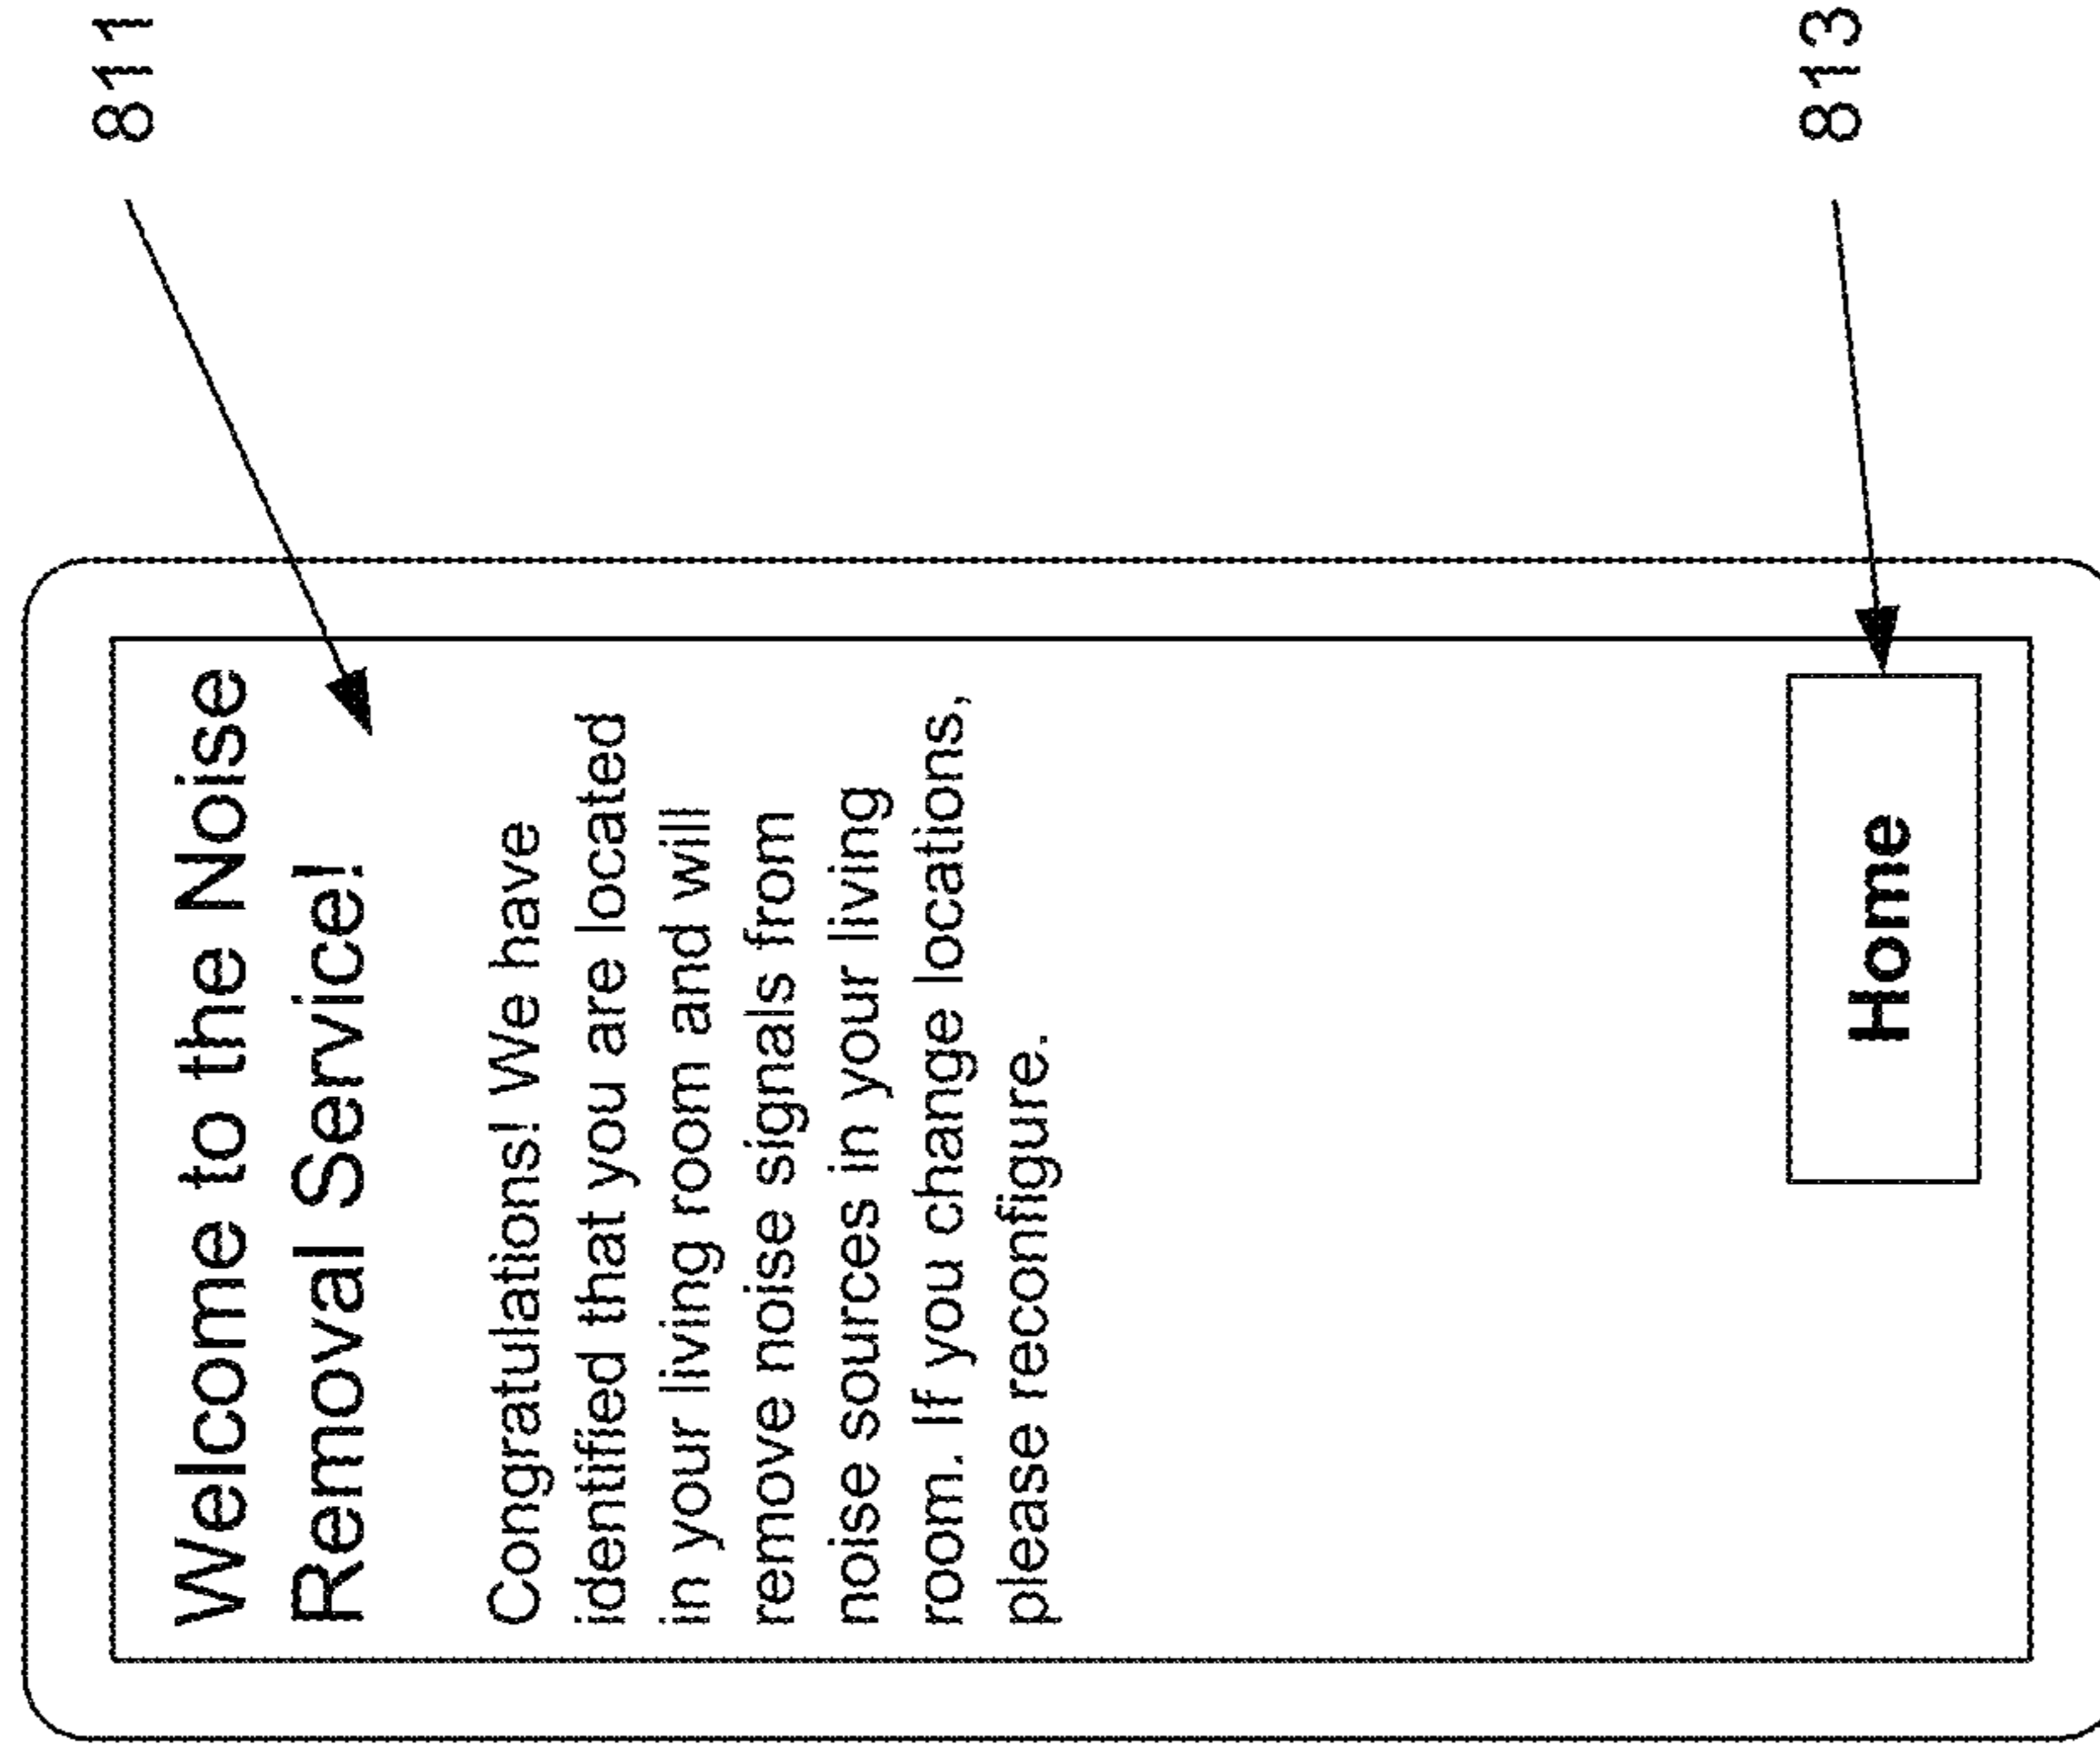 Welcome to the Noise
Removal Service!
811
Congratulations! We have
identified that you are located
in your living room and will
remove noise signals from
noise sources in your living
room. If you change locations,
please reconfigure.
Home
813